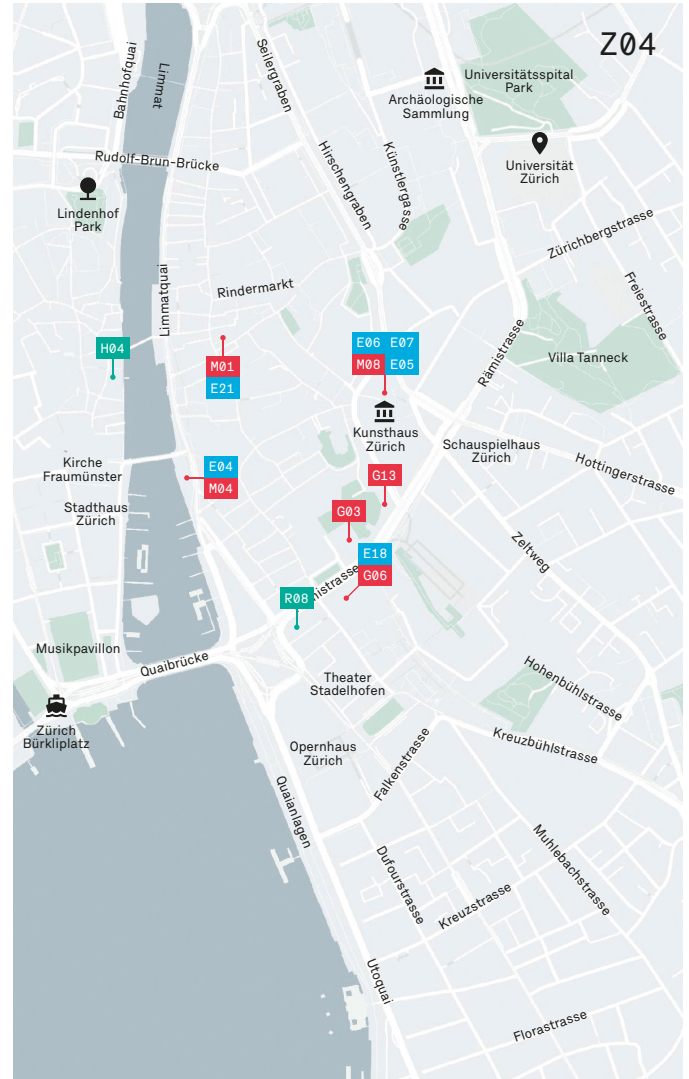 Z04
Bahnhofquai
Limmat
Seilergraben
Universitätsspital
Park
Archäologische
Sammlung
Rudolf-Brun-Brücke
Hirschengraben
Künstlergasse
Universität
Zürich
Lindenhof
Park
Zürichbergstrasse
Freiestrasse
Rindermarkt
Limmatquai
H04
M01
E21
E06 E07
M08 E05
Rämistrasse
Villa Tanneck
Kunsthaus
Zürich
Schauspielhaus
Zürich
Hottingerstrasse
Kirche
Fraumünster
E04
M04
G13
Stadthaus
Zürich
G03
Zeltweg
E18
G06
mistrasse
R08
Musikpavillon
Quaibrücke
Theater
Stadelhofen
Hohenbühlstrasse
Zürich
Bürkliplatz
Opernhaus
Zürich
Falkenstrasse
Kreuzbühlstrasse
Quaianlagen
Dufourstrasse
Kreuzstrasse
Muhlebachstrasse
Utoquai
Florastrasse